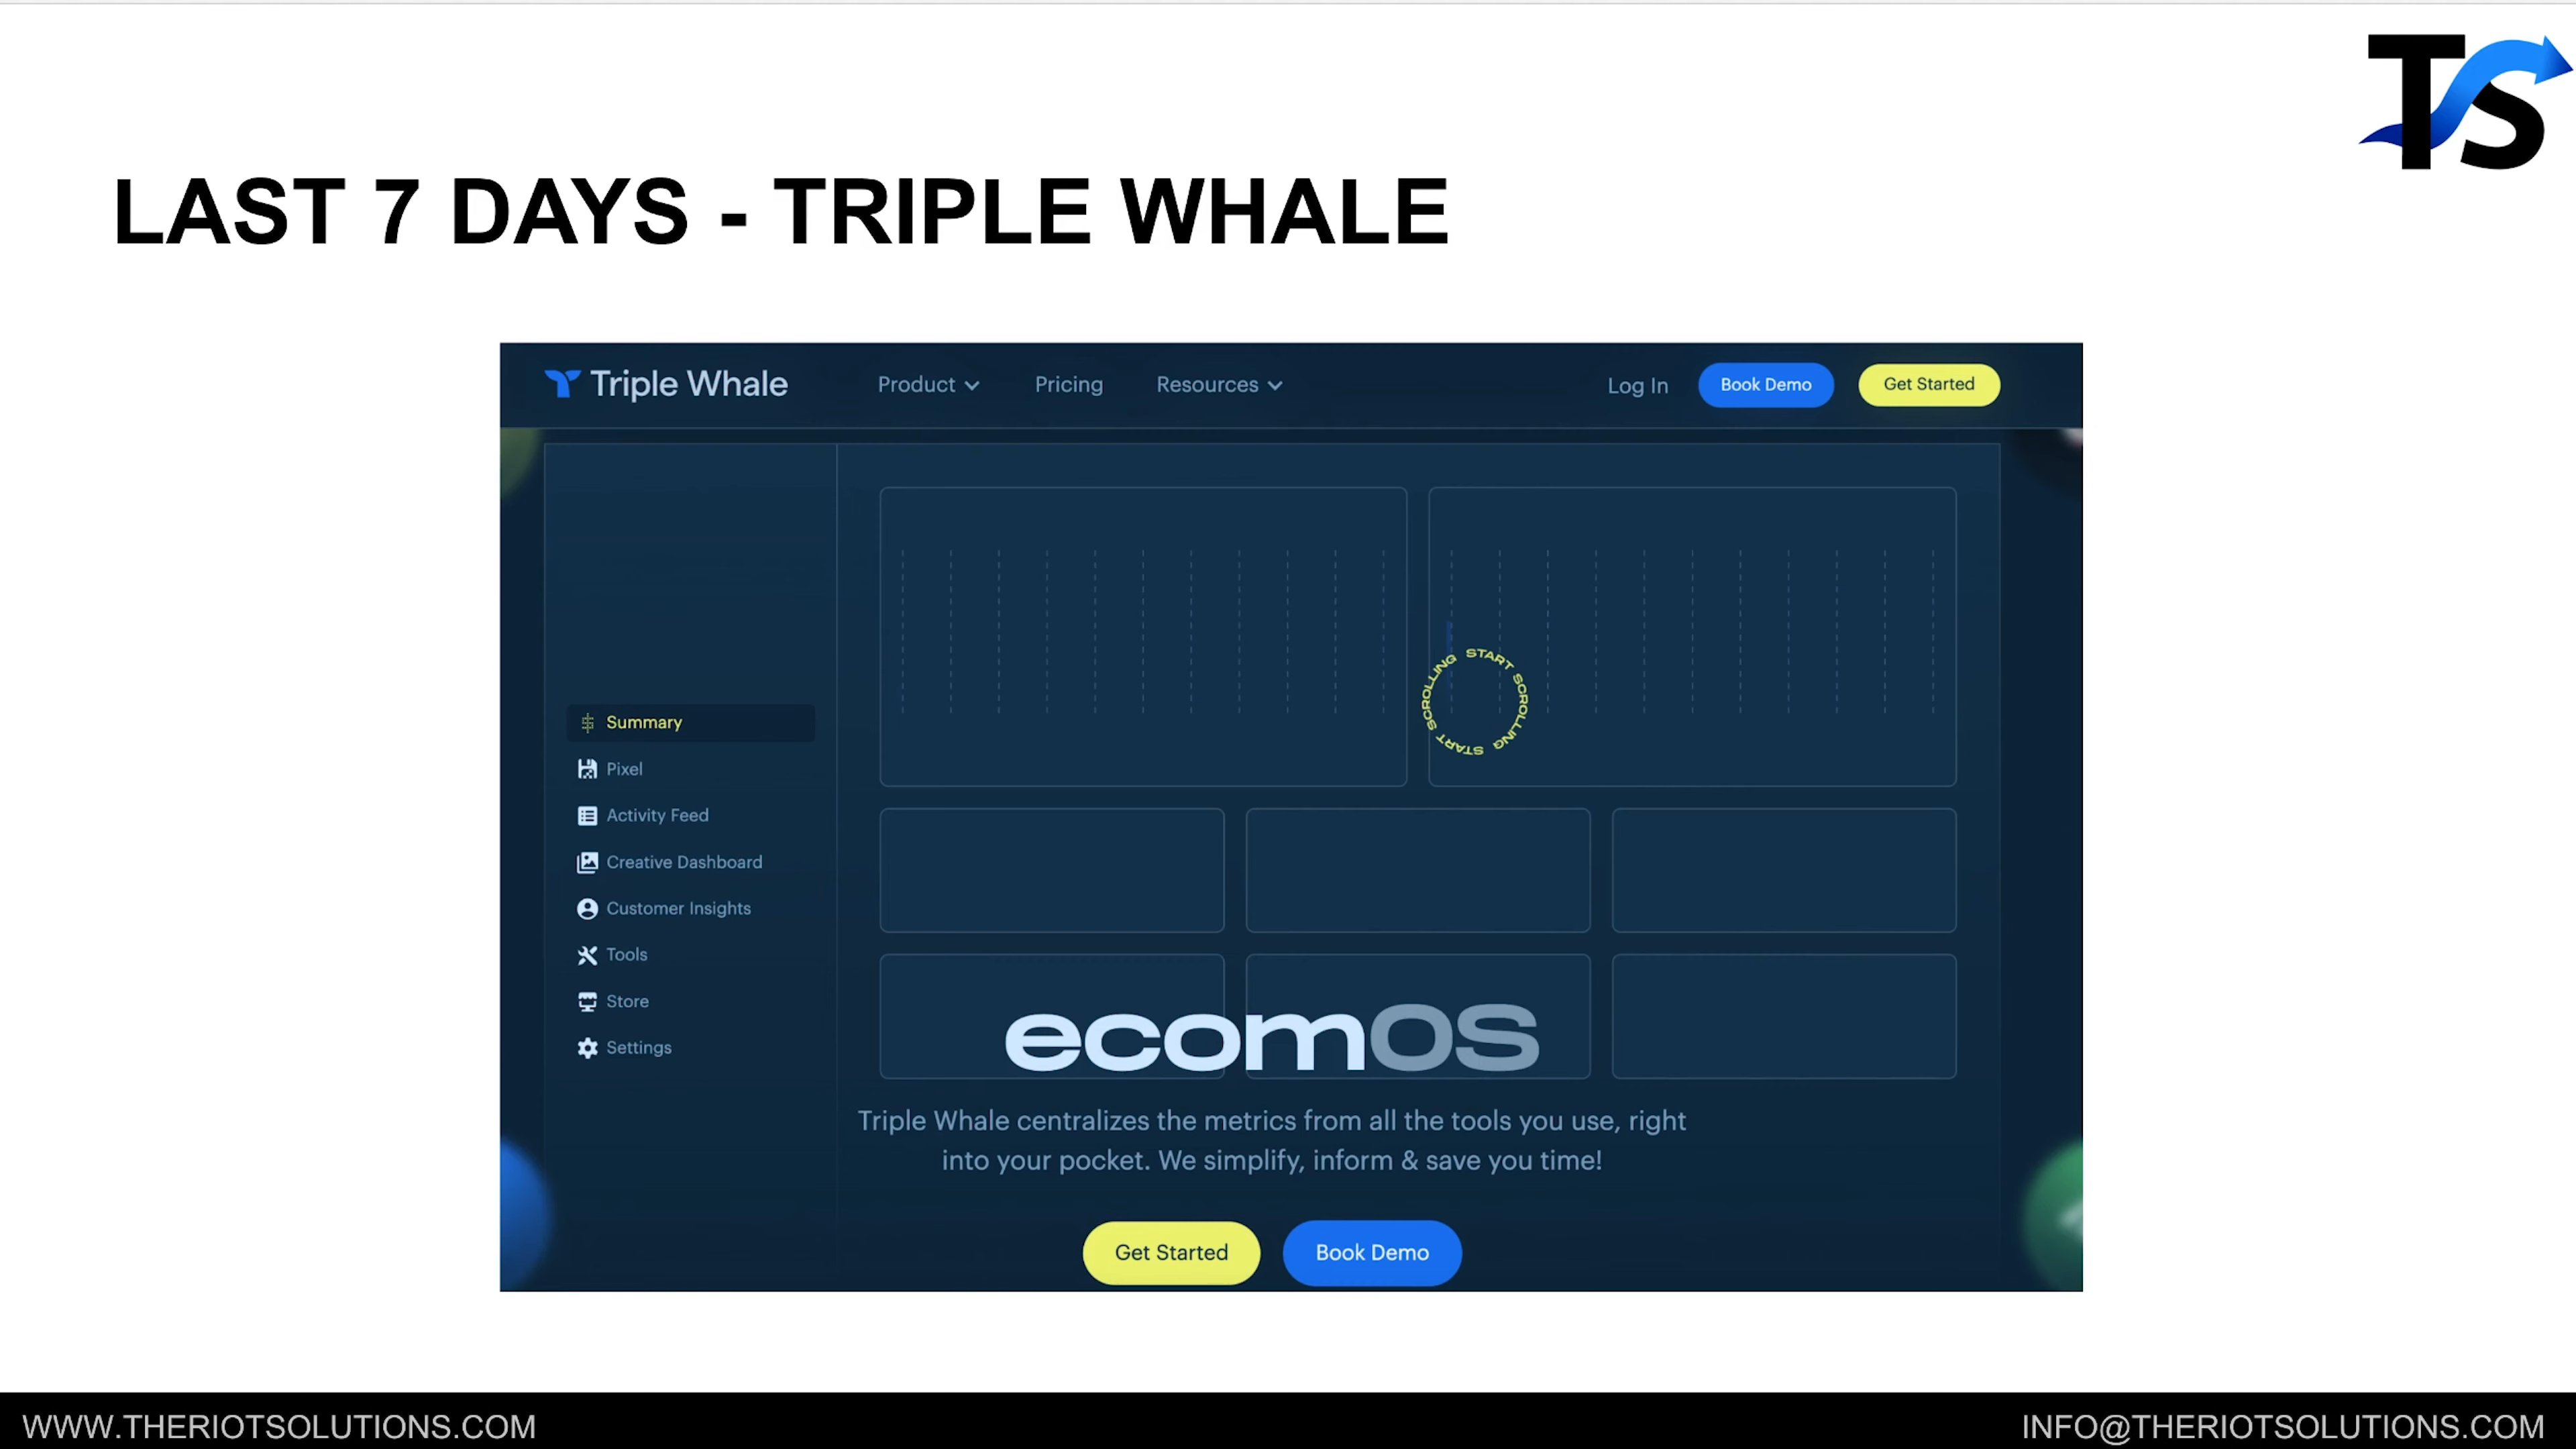 TS
LAST 7 DAYS - TRIPLE WHALE
Triple Whale
Product
Pricing
Resources
Log In
Book Demo
Get Started
START SCROLLING START SCROLLING
Summary
Pixel
Activity Feed
Creative Dashboard
Customer Insights
Tools
Store
Settings
ecomOS
Triple Whale centralizes the metrics from all the tools you use, right
into your pocket. We simplify, inform & save you time!
Get Started
Book Demo
WWW.THERIOTSOLUTIONS.COM
INFO@THERIOTSOLUTIONS.COM